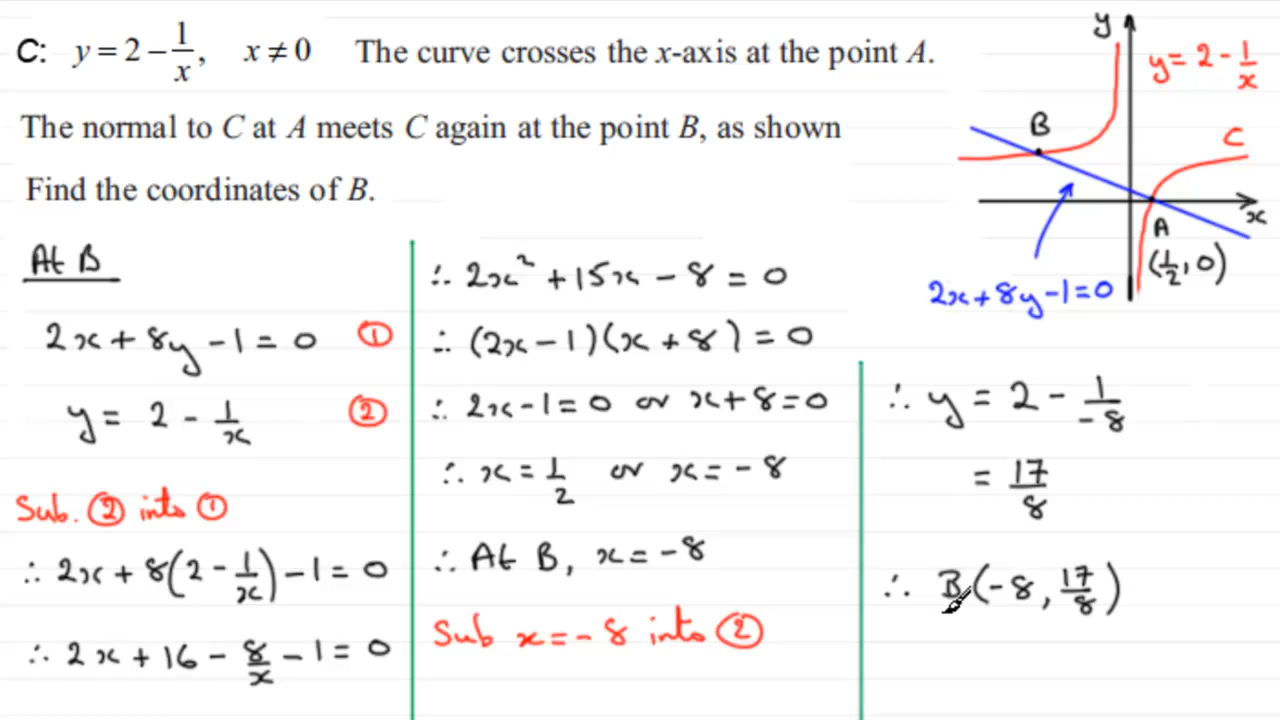 C: y = 2 − 1/x, x ≠ 0 The curve crosses the x-axis at the point A.
The normal to C at A meets C again at the point B, as shown
Find the coordinates of B.
y
y = 2 - 1/x
B
C
x
A
(1/2, 0)
2x + 8y - 1 = 0
At B
2x + 8y - 1 = 0 ①
y = 2 - 1/x ②
Sub. ② into ①
∴ 2x + 8(2 - 1/x) - 1 = 0
∴ 2x + 16 - 8/x - 1 = 0
∴ 2x² + 15x - 8 = 0
∴ (2x - 1)(x + 8) = 0
∴ 2x - 1 = 0 or x + 8 = 0
∴ x = 1/2 or x = -8
∴ At B, x = -8
Sub x = -8 into ②
∴ y = 2 - 1/-8
= 17/8
∴ B(-8, 17/8)